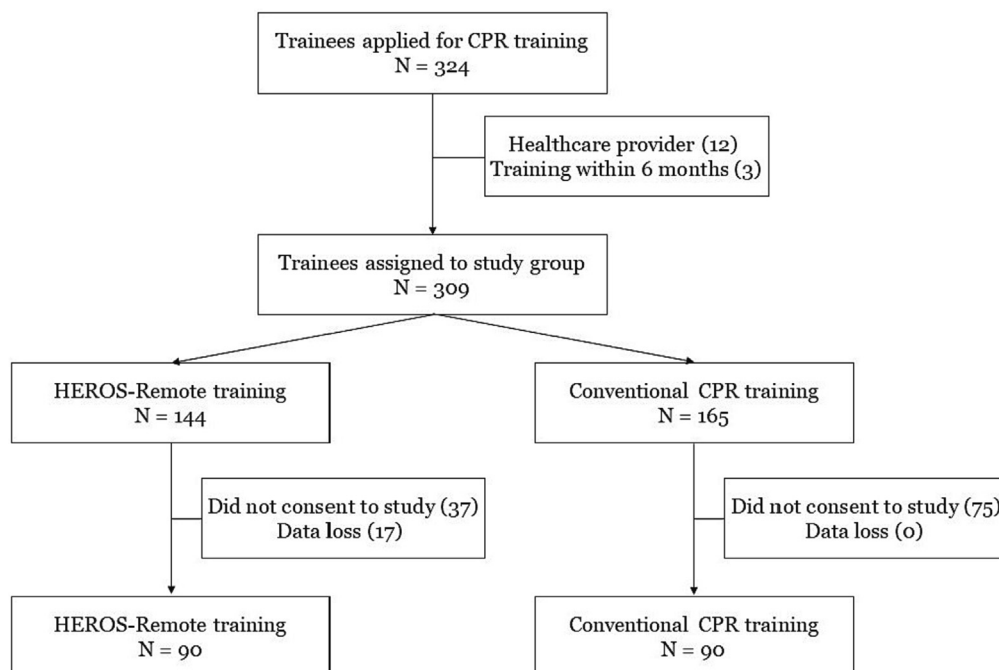 Trainees applied for CPR training
N = 324
Healthcare provider (12)
Training within 6 months (3)
Trainees assigned to study group
N = 309
HEROS-Remote training
N = 144
Conventional CPR training
N = 165
Did not consent to study (37)
Data loss (17)
Did not consent to study (75)
Data loss (0)
HEROS-Remote training
N = 90
Conventional CPR training
N = 90